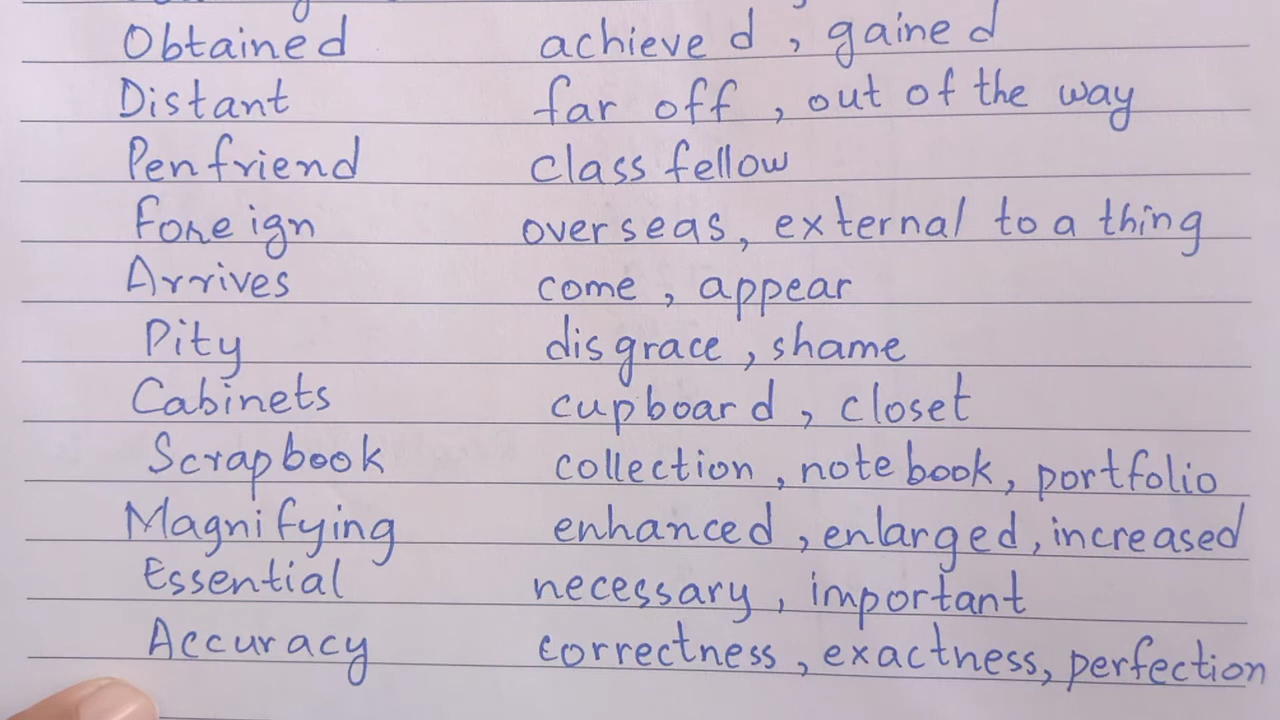 Obtained achieved, gained
Distant far off, out of the way
Penfriend class fellow
Foreign overseas, external to a thing
Arrives come, appear
Pity disgrace, shame
Cabinets cupboard, closet
Scrapbook collection, notebook, portfolio
Magnifying enhanced, enlarged, increased
Essential necessary, important
Accuracy correctness, exactness, perfection